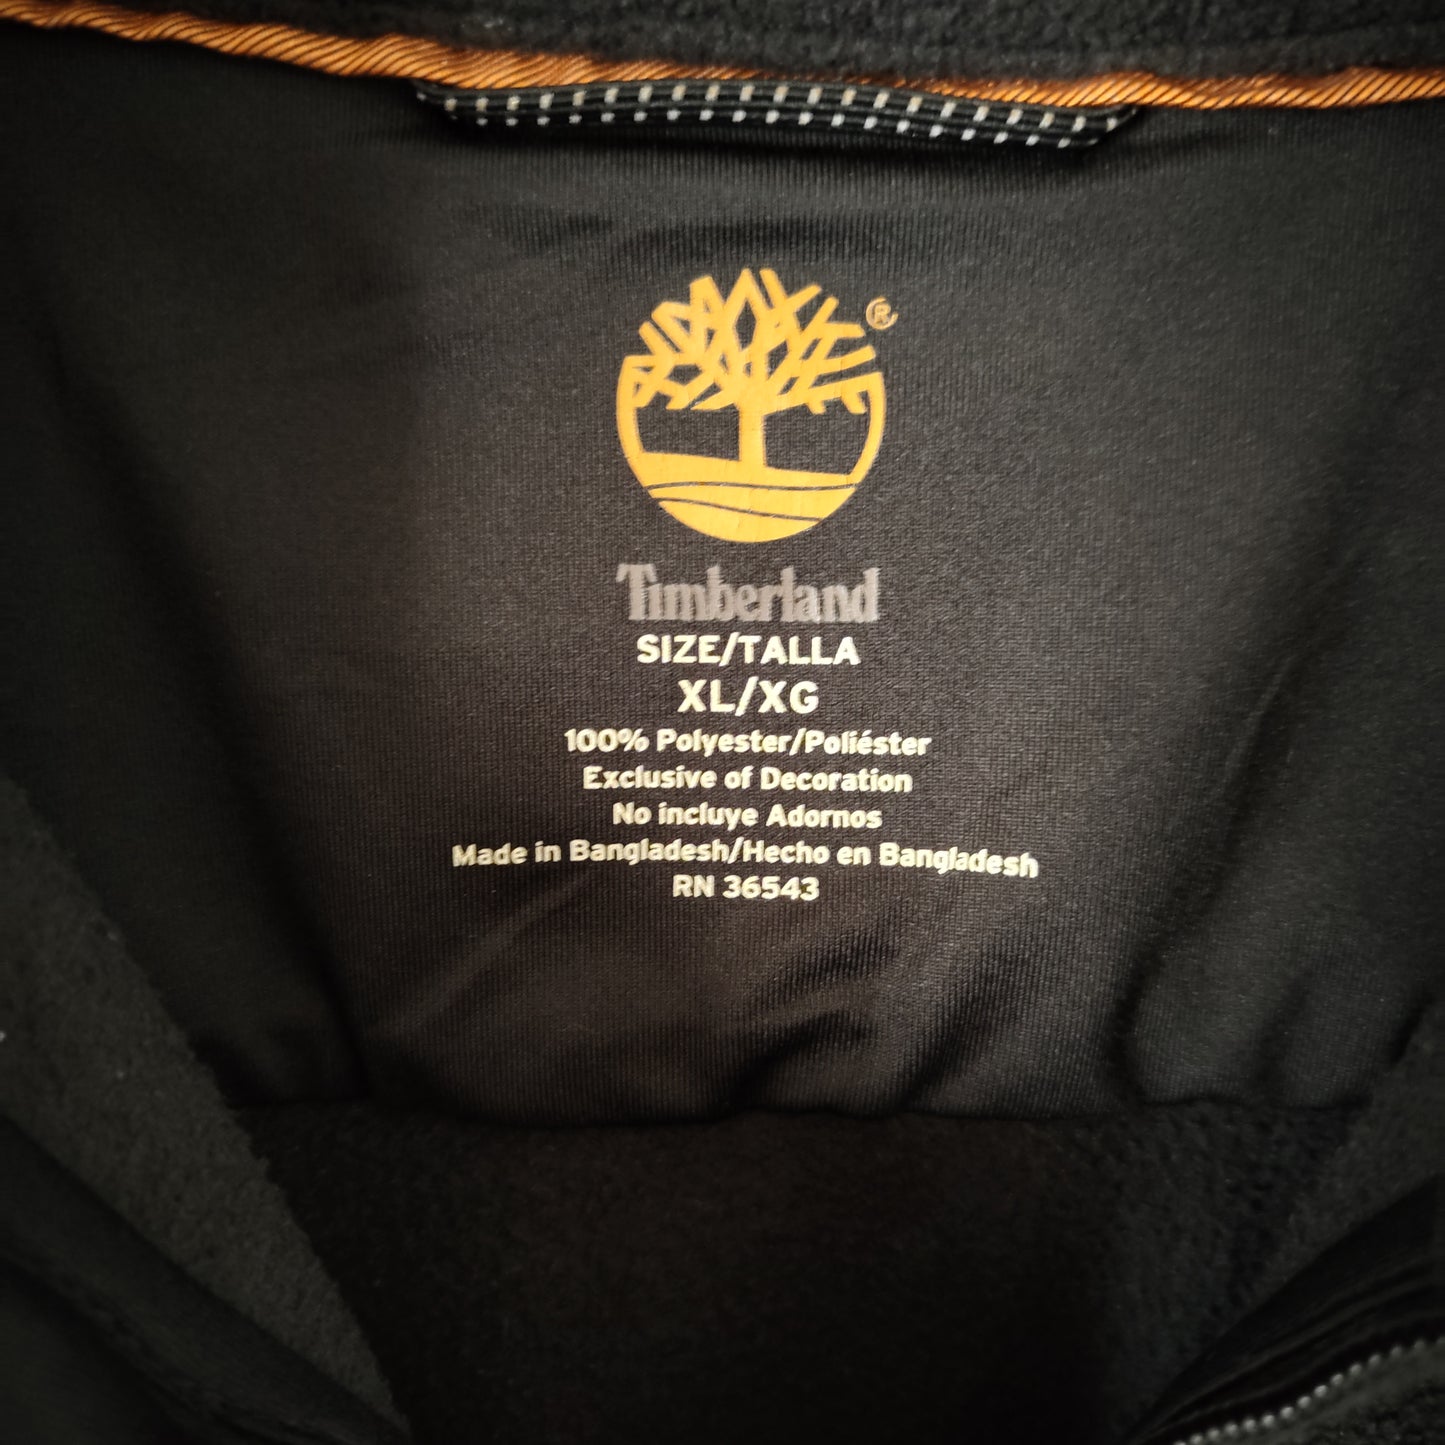 ®
Timberland
SIZE/TALLA
XL/XG
100% Polyester/Poliéster
Exclusive of Decoration
No incluye Adornos
Made in Bangladesh/Hecho en Bangladesh
RN 36543